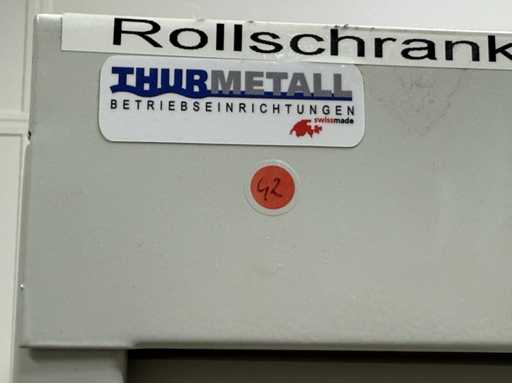 Rollschrank
THURMETALL
BETRIEBSEINRICHTUNGEN
swissmade
42